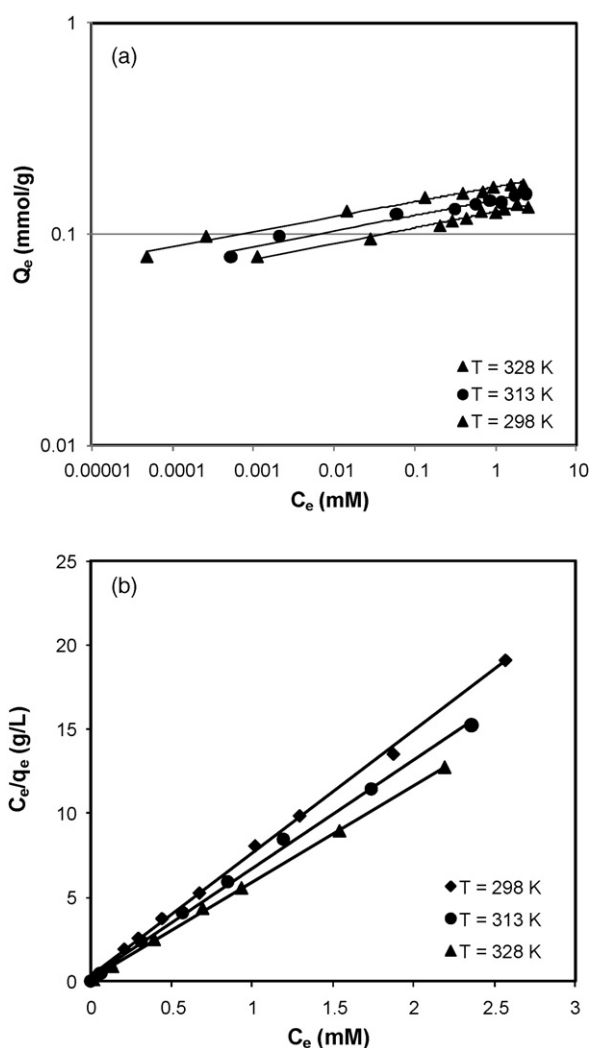 (a)
1
0.1
0.01
Qe (mmol/g)
▲ T = 328 K
● T = 313 K
▲ T = 298 K
0.00001 0.0001 0.001 0.01 0.1 1 10
Ce (mM)
(b)
25
20
15
10
5
0
Ce/qe (g/L)
◆ T = 298 K
● T = 313 K
▲ T = 328 K
0 0.5 1 1.5 2 2.5 3
Ce (mM)